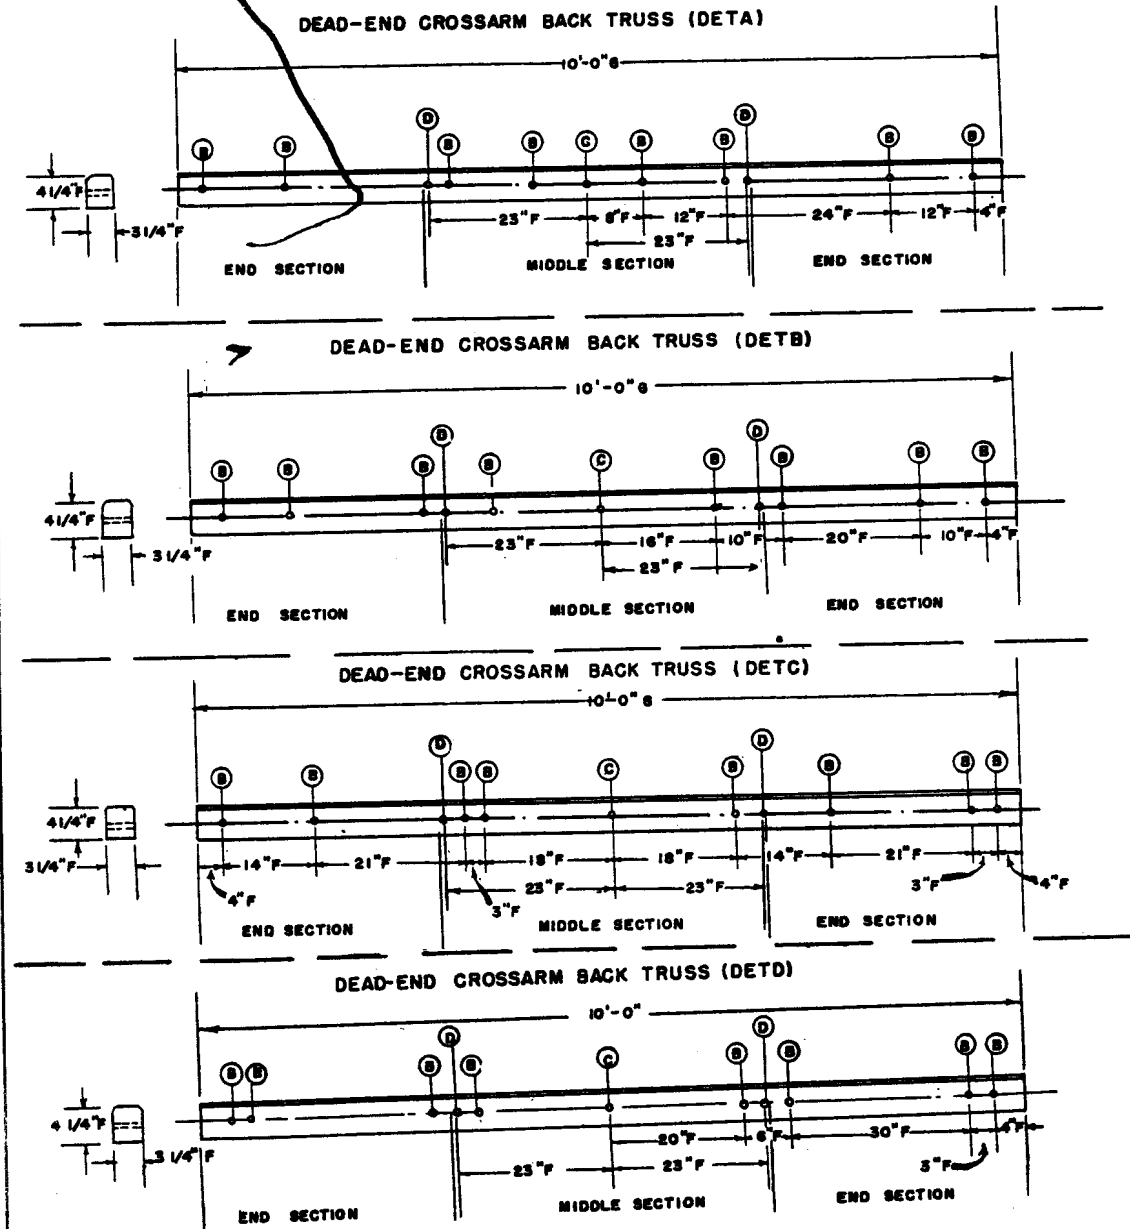 DEAD-END CROSSARM BACK TRUSS (DETA)
10'-0"G
D D
B B B B C B B B B
4 1/4"F
3 1/4"F
23"F 8"F 12"F 24"F 12"F 4"F
23"F
END SECTION MIDDLE SECTION END SECTION
DEAD-END CROSSARM BACK TRUSS (DETB)
10'-0"G
D D
B B B B C B B B B
4 1/4"F
3 1/4"F
23"F 16"F 10"F 20"F 10"F 4"F
23"F
END SECTION MIDDLE SECTION END SECTION
DEAD-END CROSSARM BACK TRUSS (DETC)
10'-0"G
D D
B B B B C B B B B
4 1/4"F
3 1/4"F
14"F 21"F 18"F 18"F 14"F 21"F
4"F 3"F 23"F 23"F 3"F 4"F
END SECTION MIDDLE SECTION END SECTION
DEAD-END CROSSARM BACK TRUSS (DETD)
10'-0"
D D
B B B B C B B B B
4 1/4"F
3 1/4"F
20"F 6"F 30"F 4"F
23"F 23"F 3"F
END SECTION MIDDLE SECTION END SECTION